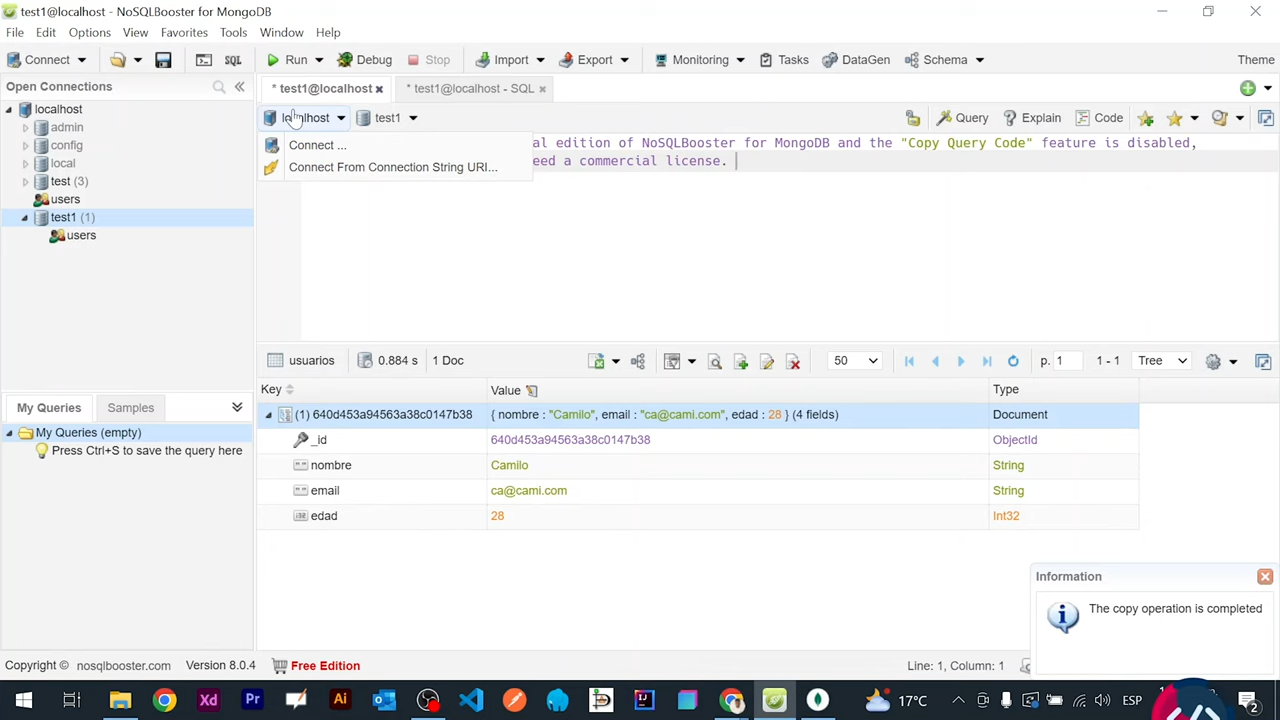 test1@localhost - NoSQLBooster for MongoDB
File Edit Options View Favorites Tools Window Help
Connect SQL Run Debug Stop Import Export Monitoring Tasks DataGen Schema Theme
Open Connections
* test1@localhost * test1@localhost - SQL
localhost
admin
config
local
test (3)
users
test1 (1)
users
localhost test1 Query Explain Code
Connect ...
Connect From Connection String URI...
al edition of NoSQLBooster for MongoDB and the "Copy Query Code" feature is disabled,
eed a commercial license.
usuarios 0.884 s 1 Doc 50 p. 1 1 - 1 Tree
Key Value Type
(1) 640d453a94563a38c0147b38 { nombre : "Camilo", email : "ca@cami.com", edad : 28 } (4 fields) Document
_id 640d453a94563a38c0147b38 ObjectId
nombre Camilo String
email ca@cami.com String
edad 28 Int32
My Queries Samples
My Queries (empty)
Press Ctrl+S to save the query here
Information
The copy operation is completed
Copyright © nosqlbooster.com Version 8.0.4 Free Edition Line: 1, Column: 1
Xd Pr Ai 17°C ESP 2